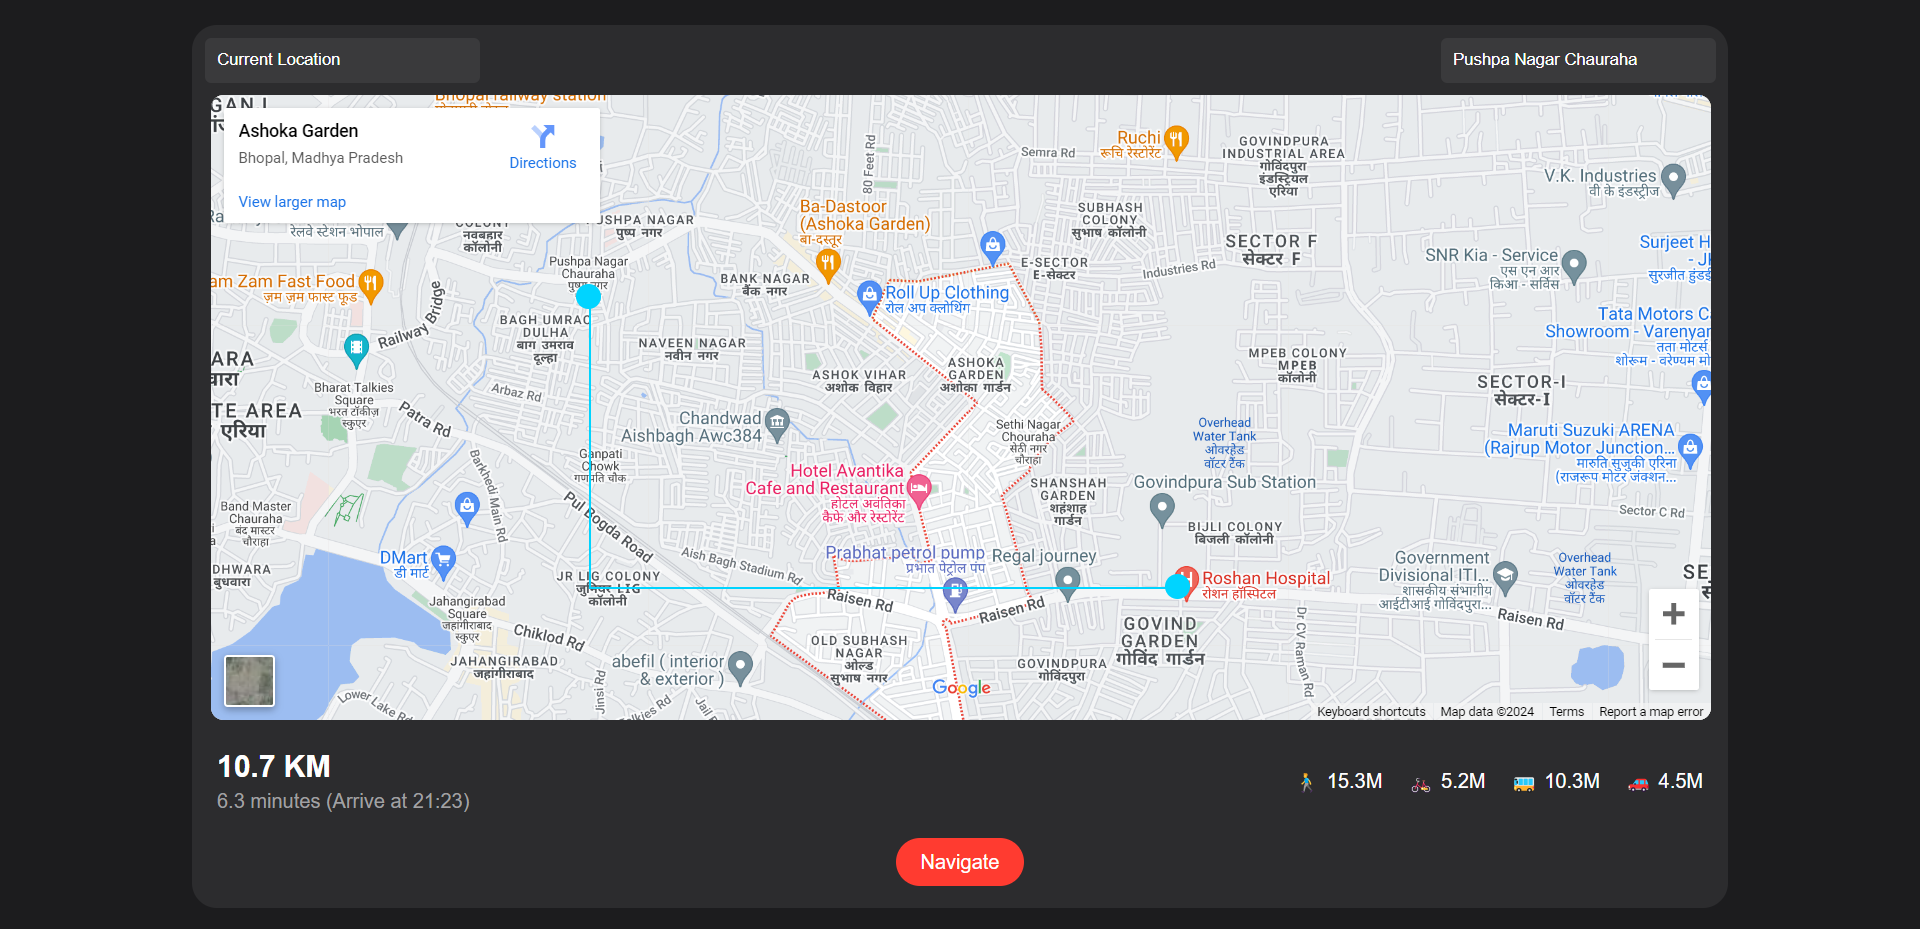 Current Location
Pushpa Nagar Chauraha
GANJ
Bhopal railway station
Ashoka Garden
Bhopal, Madhya Pradesh
Directions
View larger map
रेलवे स्टेशन भोपाल
COLONY
नवबहार
कॉलोनी
PUSHPA NAGAR
पुष्प नगर
80 Feet Rd
Semra Rd
Ruchi
रूचि रेस्टोरेंट
GOVINDPURA
INDUSTRIAL AREA
गोविंदपुरा
इंडस्ट्रियल
एरिया
V.K. Industries
वी के इंडस्ट्रीज
Ba-Dastoor
(Ashoka Garden)
बा-दस्तूर
SUBHASH
COLONY
सुभाष कॉलोनी
SECTOR F
सेक्टर F
SNR Kia - Service
एस एन आर
किआ - सर्विस
Surjeet H
- JH
सुरजीत हुंडई
Pushpa Nagar
Chauraha
am Zam Fast Food
ज़म ज़म फास्ट फूड
BANK NAGAR
बैंक नगर
E-SECTOR
E-सेक्टर
Industries Rd
Roll Up Clothing
रोल अप क्लोथिंग
Railway Bridge
BAGH UMRAO
DULHA
बाग उमराव
दूल्हा
NAVEEN NAGAR
नवीन नगर
Tata Motors Ca
Showroom - Varenyam
शोरूम - वरेण्यम मो
ARA
वारा
ASHOK VIHAR
अशोक विहार
ASHOKA
GARDEN
अशोका गार्डन
MPEB COLONY
MPEB
कॉलोनी
SECTOR-I
सेक्टर-I
Bharat Talkies
Square
भरत टॉकीज़
स्कुएर
Arbaz Rd
TE AREA
एरिया
Patra Rd
Chandwad
Aishbagh Awc384
Sethi Nagar
Chouraha
सेठी नगर
चौराहा
Overhead
Water Tank
ओवरहेड
वॉटर टैंक
Maruti Suzuki ARENA
(Rajrup Motor Junction...
मारुति सुजुकी एरिना
(राजरूप मोटर जंक्शन...
Ganpati
Chowk
गणपति चौक
Barkhedi Main Rd
Hotel Avantika
Cafe and Restaurant
होटल अवंतिका
कैफे और रेस्टोरेंट
SHANSHAH
GARDEN
शहंशाह
गार्डन
Govindpura Sub Station
BIJLI COLONY
बिजली कॉलोनी
Sector C Rd
Band Master
Chauraha
बंद मास्टर
चौराहा
Pul Bogda Road
DMart
डी मार्ट
DHWARA
बुधवारा
Aish Bagh Stadium Rd
Prabhat petrol pump
प्रभात पेट्रोल पंप
Regal journey
JR LIG COLONY
जुनियर LIG
कॉलोनी
Roshan Hospital
रोशन हॉस्पिटल
Government
Divisional ITI...
शासकीय संभागीय
आईटीआई गोविंदपुरा...
Overhead
Water Tank
ओवरहेड
वॉटर टैंक
SE
Jahangirabad
Square
जहांगीराबाद
स्कुएर
Raisen Rd
Raisen Rd
Raisen Rd
Dr CV Raman Rd
Chiklod Rd
OLD SUBHASH
NAGAR
ओल्ड
सुभाष नगर
GOVIND
GARDEN
गोविंद गार्डन
JAHANGIRABAD
जहांगीराबाद
abefil ( interior
& exterior )
GOVINDPURA
गोविंदपुरा
Jinsi Rd
Lower Lake Rd
Google
Keyboard shortcuts
Map data ©2024
Terms
Report a map error
10.7 KM
6.3 minutes (Arrive at 21:23)
15.3M
5.2M
10.3M
4.5M
Navigate